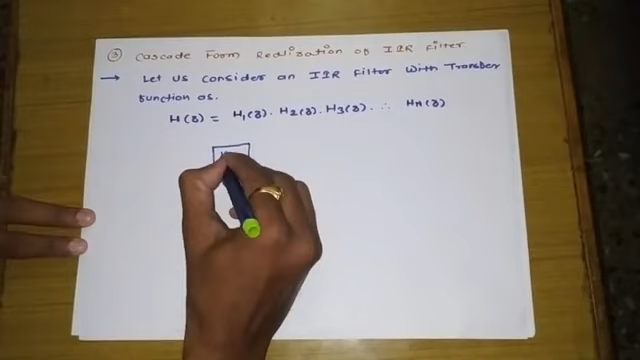 ③ Cascade Form Realization of IIR Filter
→ Let us consider an IIR Filter with Transfer
function as.
H(z) = H₁(z). H₂(z). H₃(z). ∴ Hn(z)